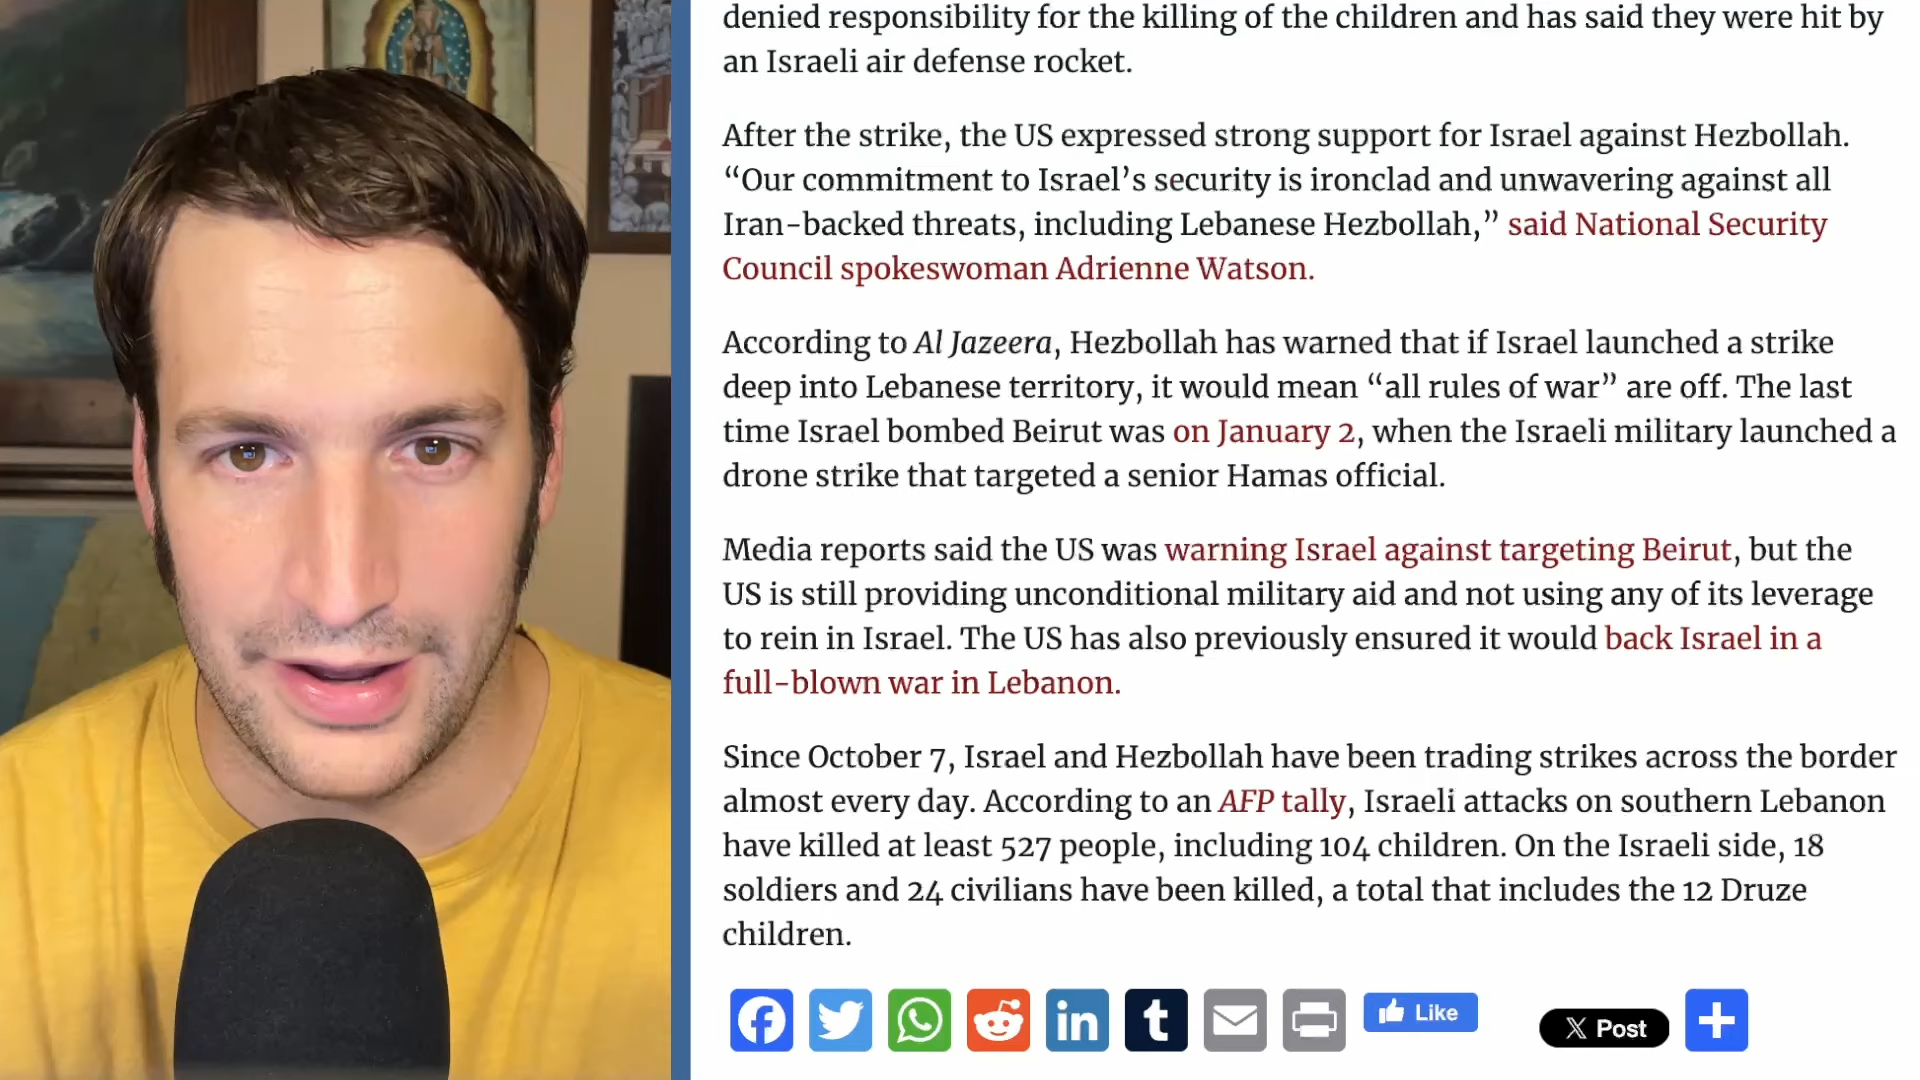 denied responsibility for the killing of the children and has said they were hit by
an Israeli air defense rocket.
After the strike, the US expressed strong support for Israel against Hezbollah.
“Our commitment to Israel’s security is ironclad and unwavering against all
Iran-backed threats, including Lebanese Hezbollah,” said National Security
Council spokeswoman Adrienne Watson.
According to Al Jazeera, Hezbollah has warned that if Israel launched a strike
deep into Lebanese territory, it would mean “all rules of war” are off. The last
time Israel bombed Beirut was on January 2, when the Israeli military launched a
drone strike that targeted a senior Hamas official.
Media reports said the US was warning Israel against targeting Beirut, but the
US is still providing unconditional military aid and not using any of its leverage
to rein in Israel. The US has also previously ensured it would back Israel in a
full-blown war in Lebanon.
Since October 7, Israel and Hezbollah have been trading strikes across the border
almost every day. According to an AFP tally, Israeli attacks on southern Lebanon
have killed at least 527 people, including 104 children. On the Israeli side, 18
soldiers and 24 civilians have been killed, a total that includes the 12 Druze
children.
Like
X Post